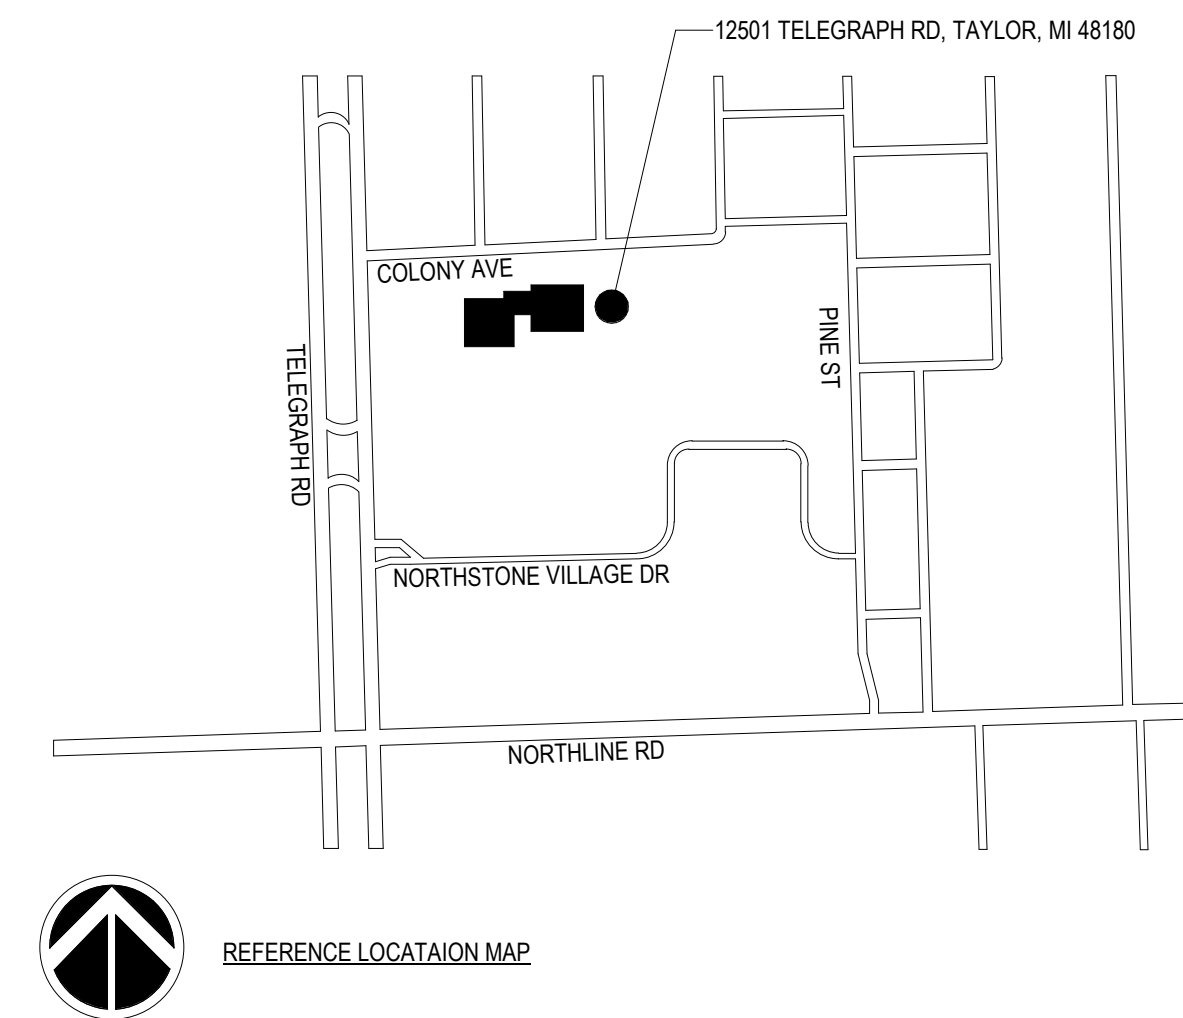 12501 TELEGRAPH RD, TAYLOR, MI 48180
COLONY AVE
PINE ST
TELEGRAPH RD
NORTHSTONE VILLAGE DR
NORTHLINE RD
REFERENCE LOCATAION MAP